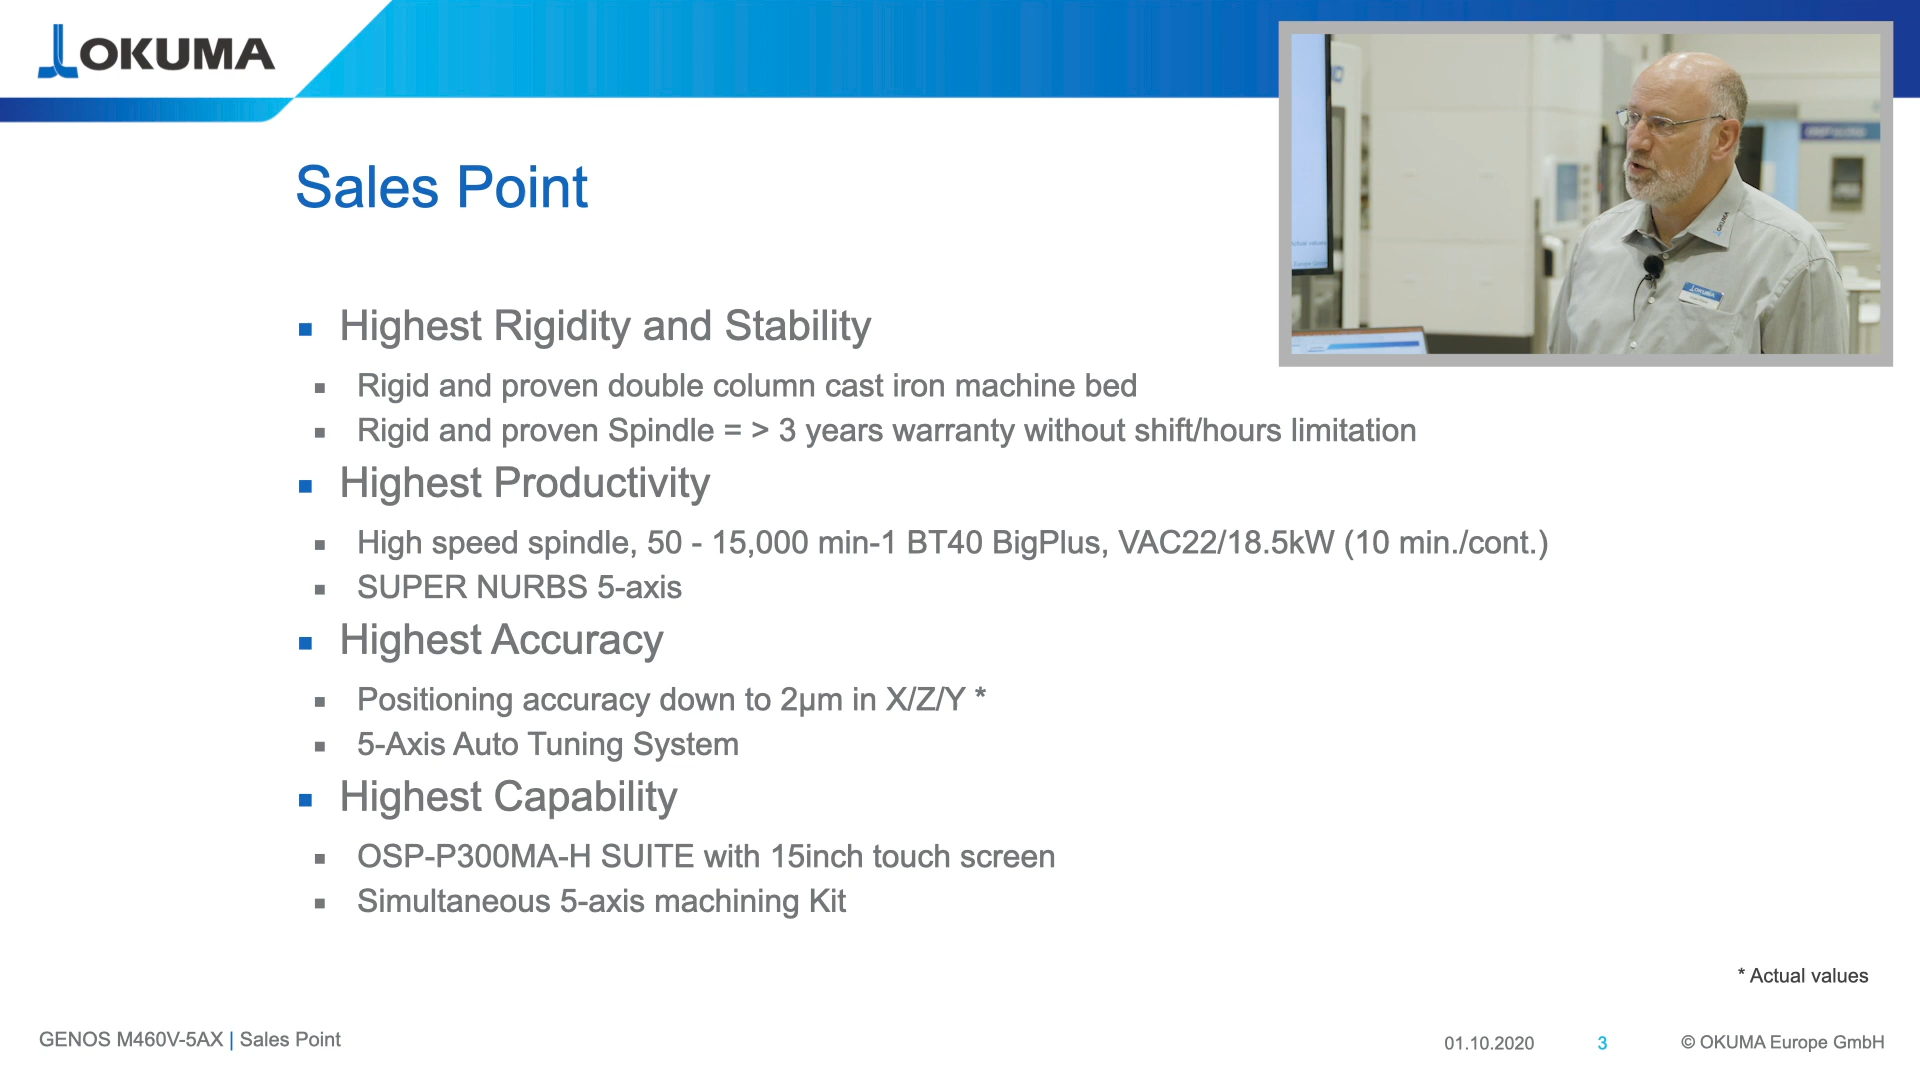 OKUMA
Sales Point
Highest Rigidity and Stability
Rigid and proven double column cast iron machine bed
Rigid and proven Spindle = > 3 years warranty without shift/hours limitation
Highest Productivity
High speed spindle, 50 - 15,000 min-1 BT40 BigPlus, VAC22/18.5kW (10 min./cont.)
SUPER NURBS 5-axis
Highest Accuracy
Positioning accuracy down to 2µm in X/Z/Y *
5-Axis Auto Tuning System
Highest Capability
OSP-P300MA-H SUITE with 15inch touch screen
Simultaneous 5-axis machining Kit
* Actual values
GENOS M460V-5AX | Sales Point
01.10.2020
3
© OKUMA Europe GmbH
OKUMA
OKUMA